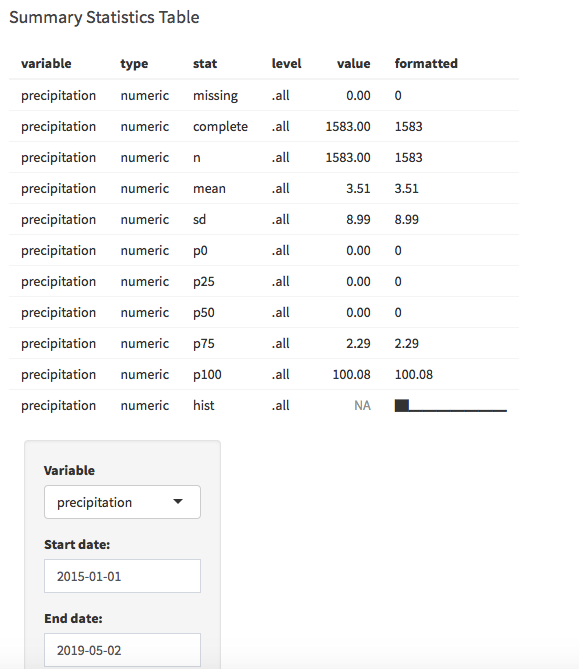 Summary Statistics Table
variable type stat level value formatted
precipitation numeric missing .all 0.00 0
precipitation numeric complete .all 1583.00 1583
precipitation numeric n .all 1583.00 1583
precipitation numeric mean .all 3.51 3.51
precipitation numeric sd .all 8.99 8.99
precipitation numeric p0 .all 0.00 0
precipitation numeric p25 .all 0.00 0
precipitation numeric p50 .all 0.00 0
precipitation numeric p75 .all 2.29 2.29
precipitation numeric p100 .all 100.08 100.08
precipitation numeric hist .all NA
Variable
precipitation
Start date:
2015-01-01
End date:
2019-05-02